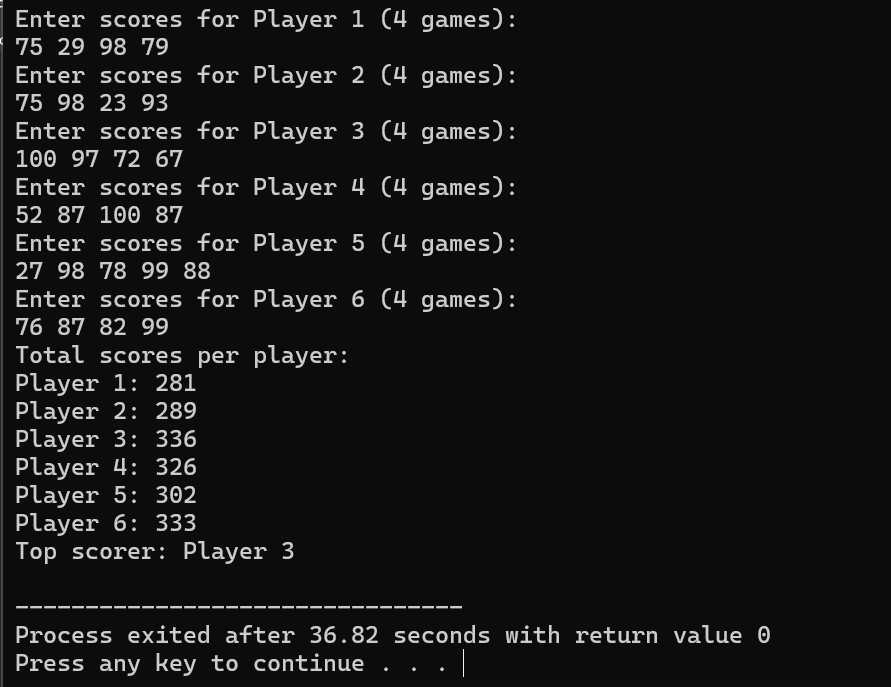 Enter scores for Player 1 (4 games):
75 29 98 79
Enter scores for Player 2 (4 games):
75 98 23 93
Enter scores for Player 3 (4 games):
100 97 72 67
Enter scores for Player 4 (4 games):
52 87 100 87
Enter scores for Player 5 (4 games):
27 98 78 99 88
Enter scores for Player 6 (4 games):
76 87 82 99
Total scores per player:
Player 1: 281
Player 2: 289
Player 3: 336
Player 4: 326
Player 5: 302
Player 6: 333
Top scorer: Player 3

--------------------------------
Process exited after 36.82 seconds with return value 0
Press any key to continue . . .